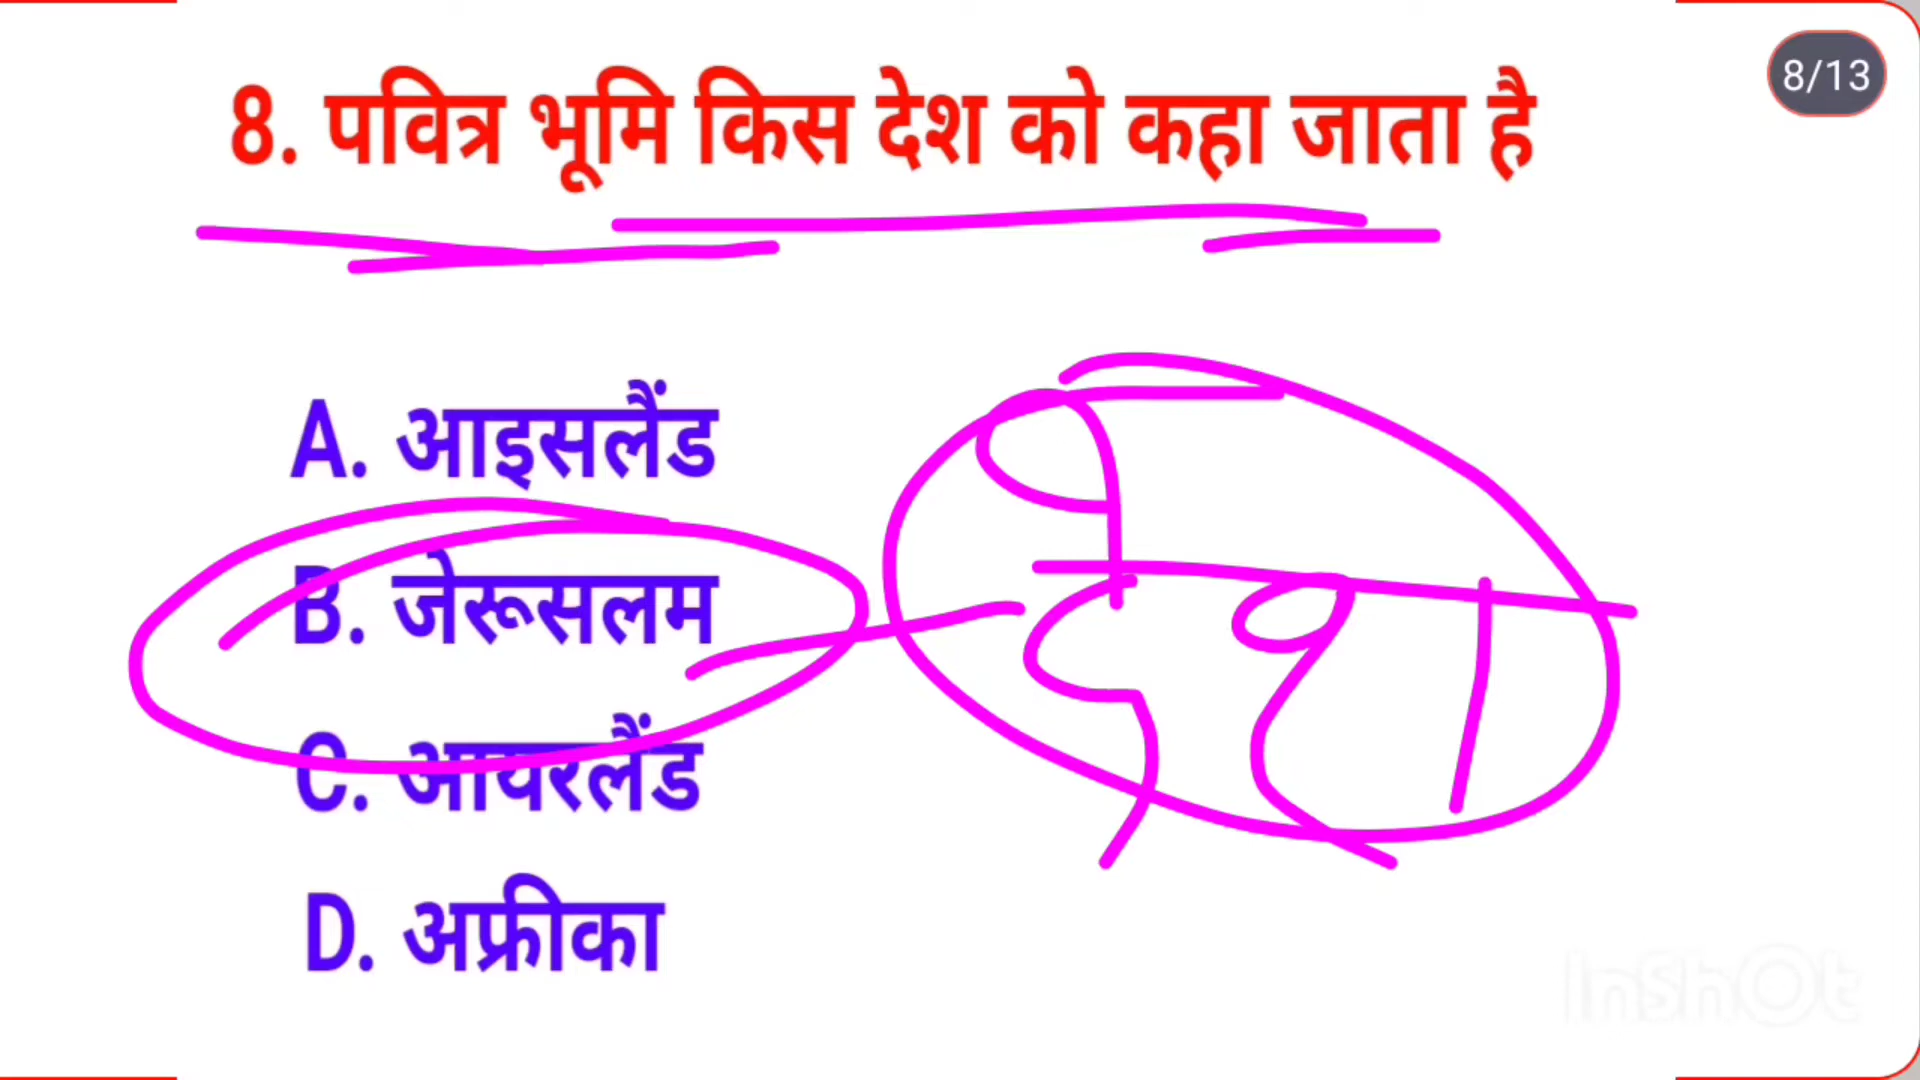 8/13
8. पवित्र भूमि किस देश को कहा जाता है
A. आइसलैंड
B. जेरूसलम
C. आयरलैंड
D. अफ्रीका
InShOt